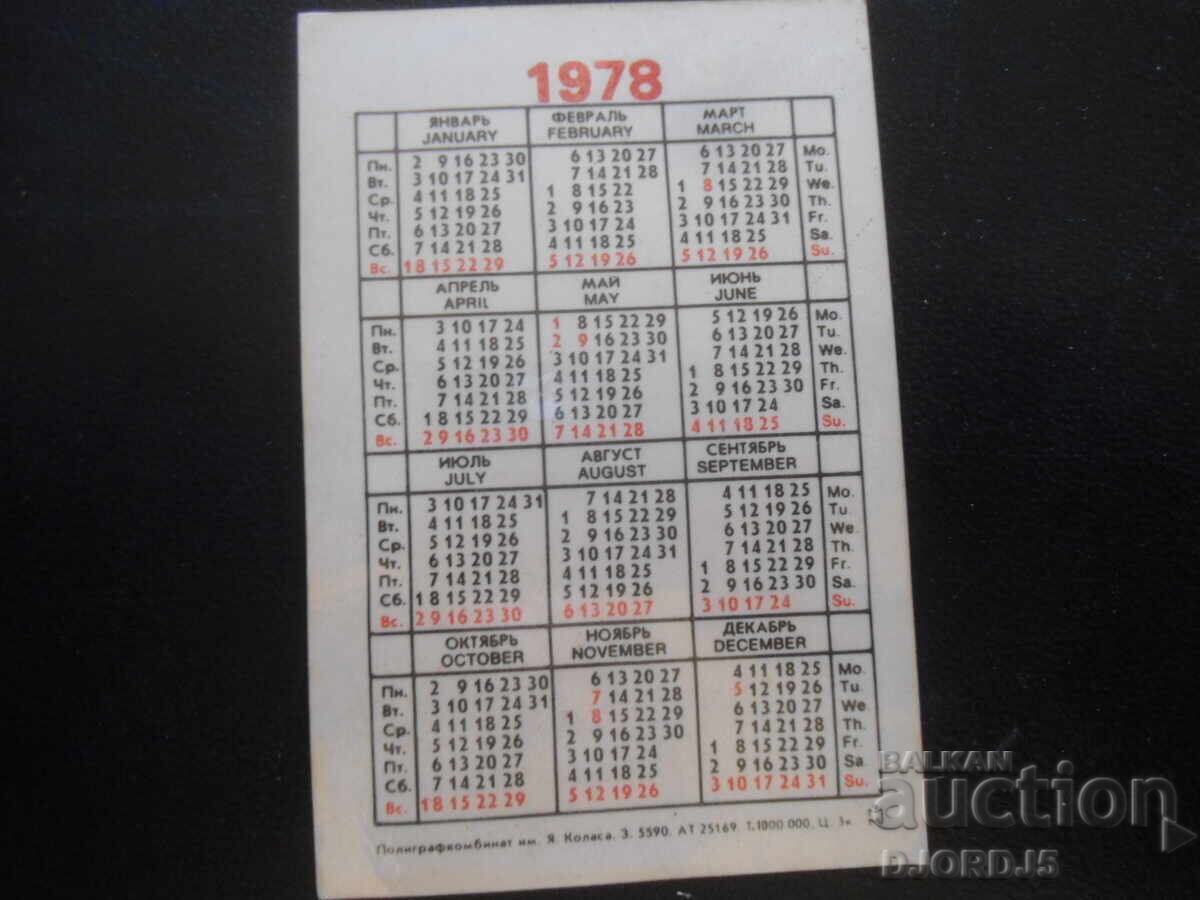 1978
ЯНВАРЬ ФЕВРАЛЬ МАРТ
JANUARY FEBRUARY MARCH
Пн. 2 9 16 23 30 6 13 20 27 6 13 20 27 Mo.
Вт. 3 10 17 24 31 7 14 21 28 7 14 21 28 Tu.
Ср. 4 11 18 25 1 8 15 22 1 8 15 22 29 We.
Чт. 5 12 19 26 2 9 16 23 2 9 16 23 30 Th.
Пт. 6 13 20 27 3 10 17 24 3 10 17 24 31 Fr.
Сб. 7 14 21 28 4 11 18 25 4 11 18 25 Sa.
Вс. 1 8 15 22 29 5 12 19 26 5 12 19 26 Su.
АПРЕЛЬ МАЙ ИЮНЬ
APRIL MAY JUNE
Пн. 3 10 17 24 1 8 15 22 29 5 12 19 26 Mo.
Вт. 4 11 18 25 2 9 16 23 30 6 13 20 27 Tu.
Ср. 5 12 19 26 3 10 17 24 31 7 14 21 28 We.
Чт. 6 13 20 27 4 11 18 25 1 8 15 22 29 Th.
Пт. 7 14 21 28 5 12 19 26 2 9 16 23 30 Fr.
Сб. 1 8 15 22 29 6 13 20 27 3 10 17 24 Sa.
Вс. 2 9 16 23 30 7 14 21 28 4 11 18 25 Su.
ИЮЛЬ АВГУСТ СЕНТЯБРЬ
JULY AUGUST SEPTEMBER
Пн. 3 10 17 24 31 7 14 21 28 4 11 18 25 Mo.
Вт. 4 11 18 25 1 8 15 22 29 5 12 19 26 Tu.
Ср. 5 12 19 26 2 9 16 23 30 6 13 20 27 We.
Чт. 6 13 20 27 3 10 17 24 31 7 14 21 28 Th.
Пт. 7 14 21 28 4 11 18 25 1 8 15 22 29 Fr.
Сб. 1 8 15 22 29 5 12 19 26 2 9 16 23 30 Sa.
Вс. 2 9 16 23 30 6 13 20 27 3 10 17 24 Su.
ОКТЯБРЬ НОЯБРЬ ДЕКАБРЬ
OCTOBER NOVEMBER DECEMBER
Пн. 2 9 16 23 30 6 13 20 27 4 11 18 25 Mo.
Вт. 3 10 17 24 31 7 14 21 28 5 12 19 26 Tu.
Ср. 4 11 18 25 1 8 15 22 29 6 13 20 27 We.
Чт. 5 12 19 26 2 9 16 23 30 7 14 21 28 Th.
Пт. 6 13 20 27 3 10 17 24 1 8 15 22 29 Fr.
Сб. 7 14 21 28 4 11 18 25 2 9 16 23 30 Sa.
Вс. 1 8 15 22 29 5 12 19 26 3 10 17 24 31 Su.
Полиграфкомбинат им. Я. Коласа. З. 5590. АТ 25169. Т. 1000 000. Ц. 3к.
BALKAN
auction
DJORDJ5